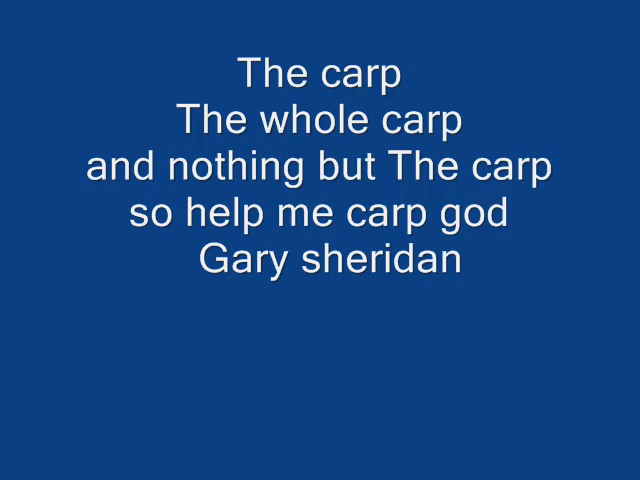 The carp
The whole carp
and nothing but The carp
so help me carp god
Gary sheridan